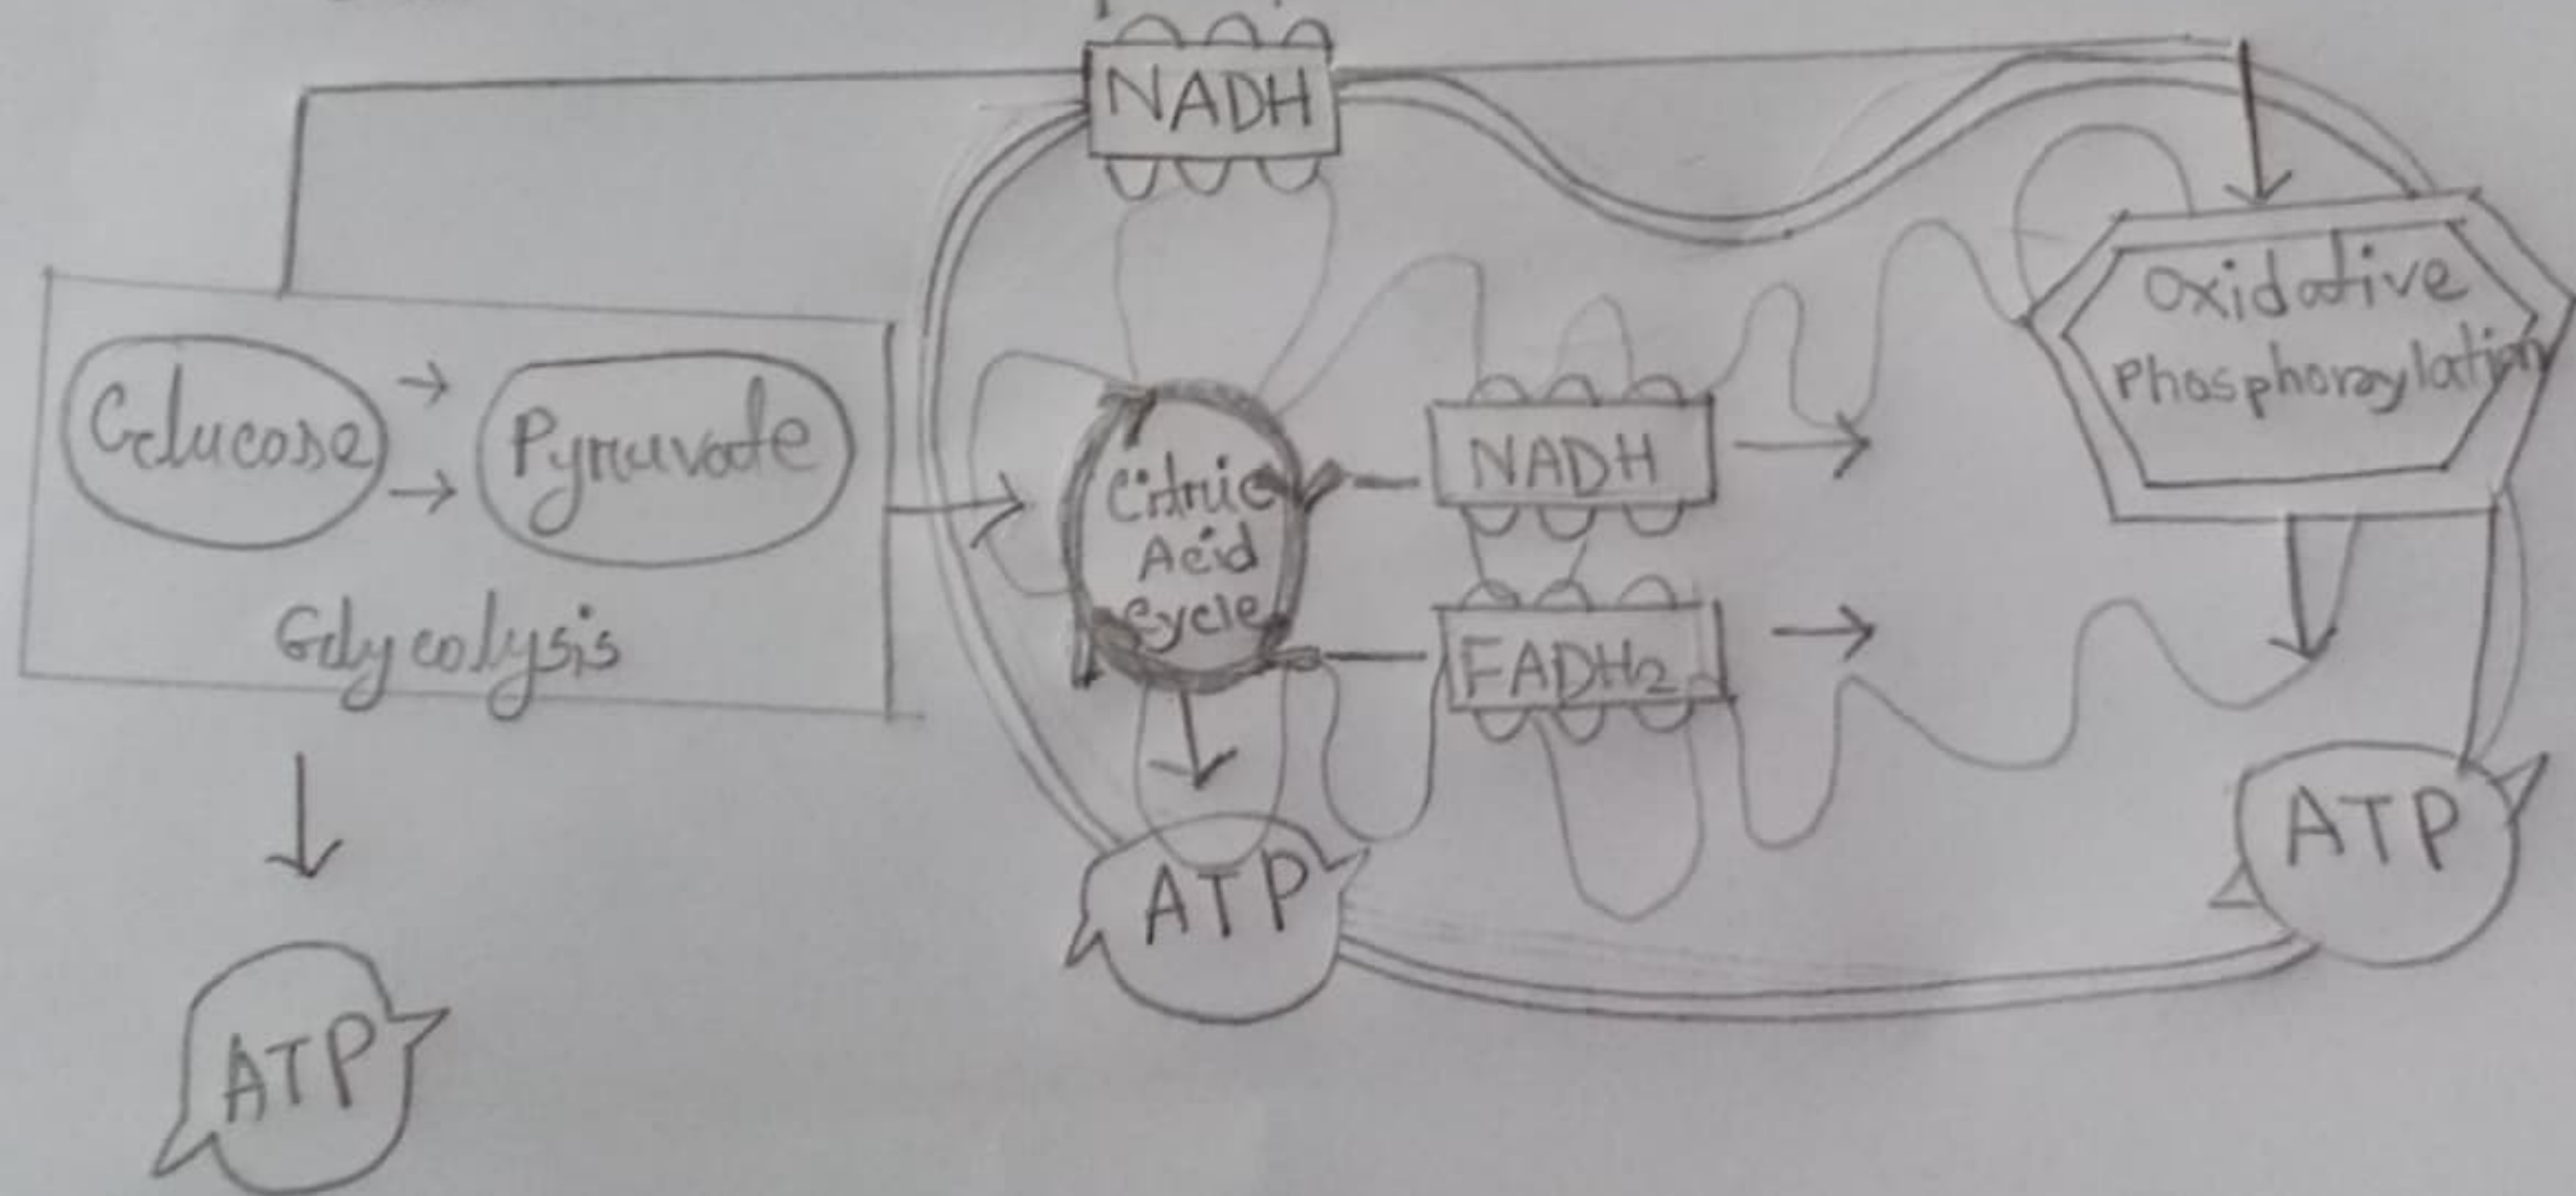 NADH
Glucose
Pyruvate
Glycolysis
ATP
Citric
Acid
Cycle
NADH
FADH2
ATP
Oxidative
Phosphorylation
ATP